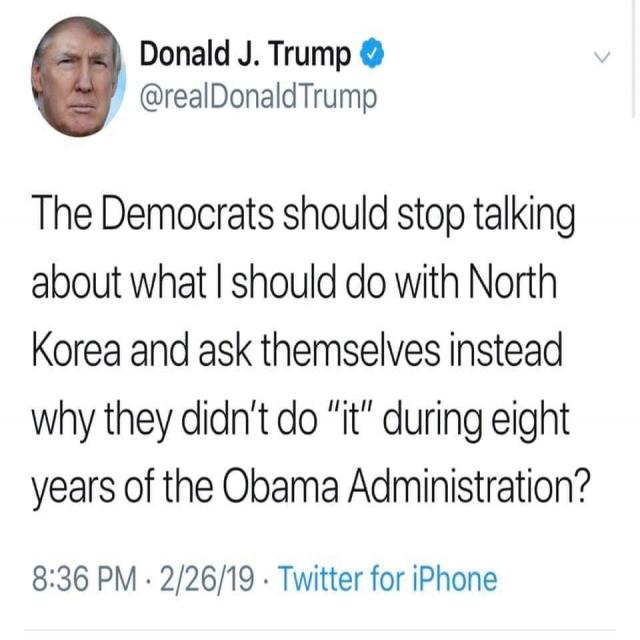 Donald J. Trump
@realDonaldTrump
The Democrats should stop talking
about what I should do with North
Korea and ask themselves instead
why they didn't do "it" during eight
years of the Obama Administration?
8:36 PM · 2/26/19 · Twitter for iPhone